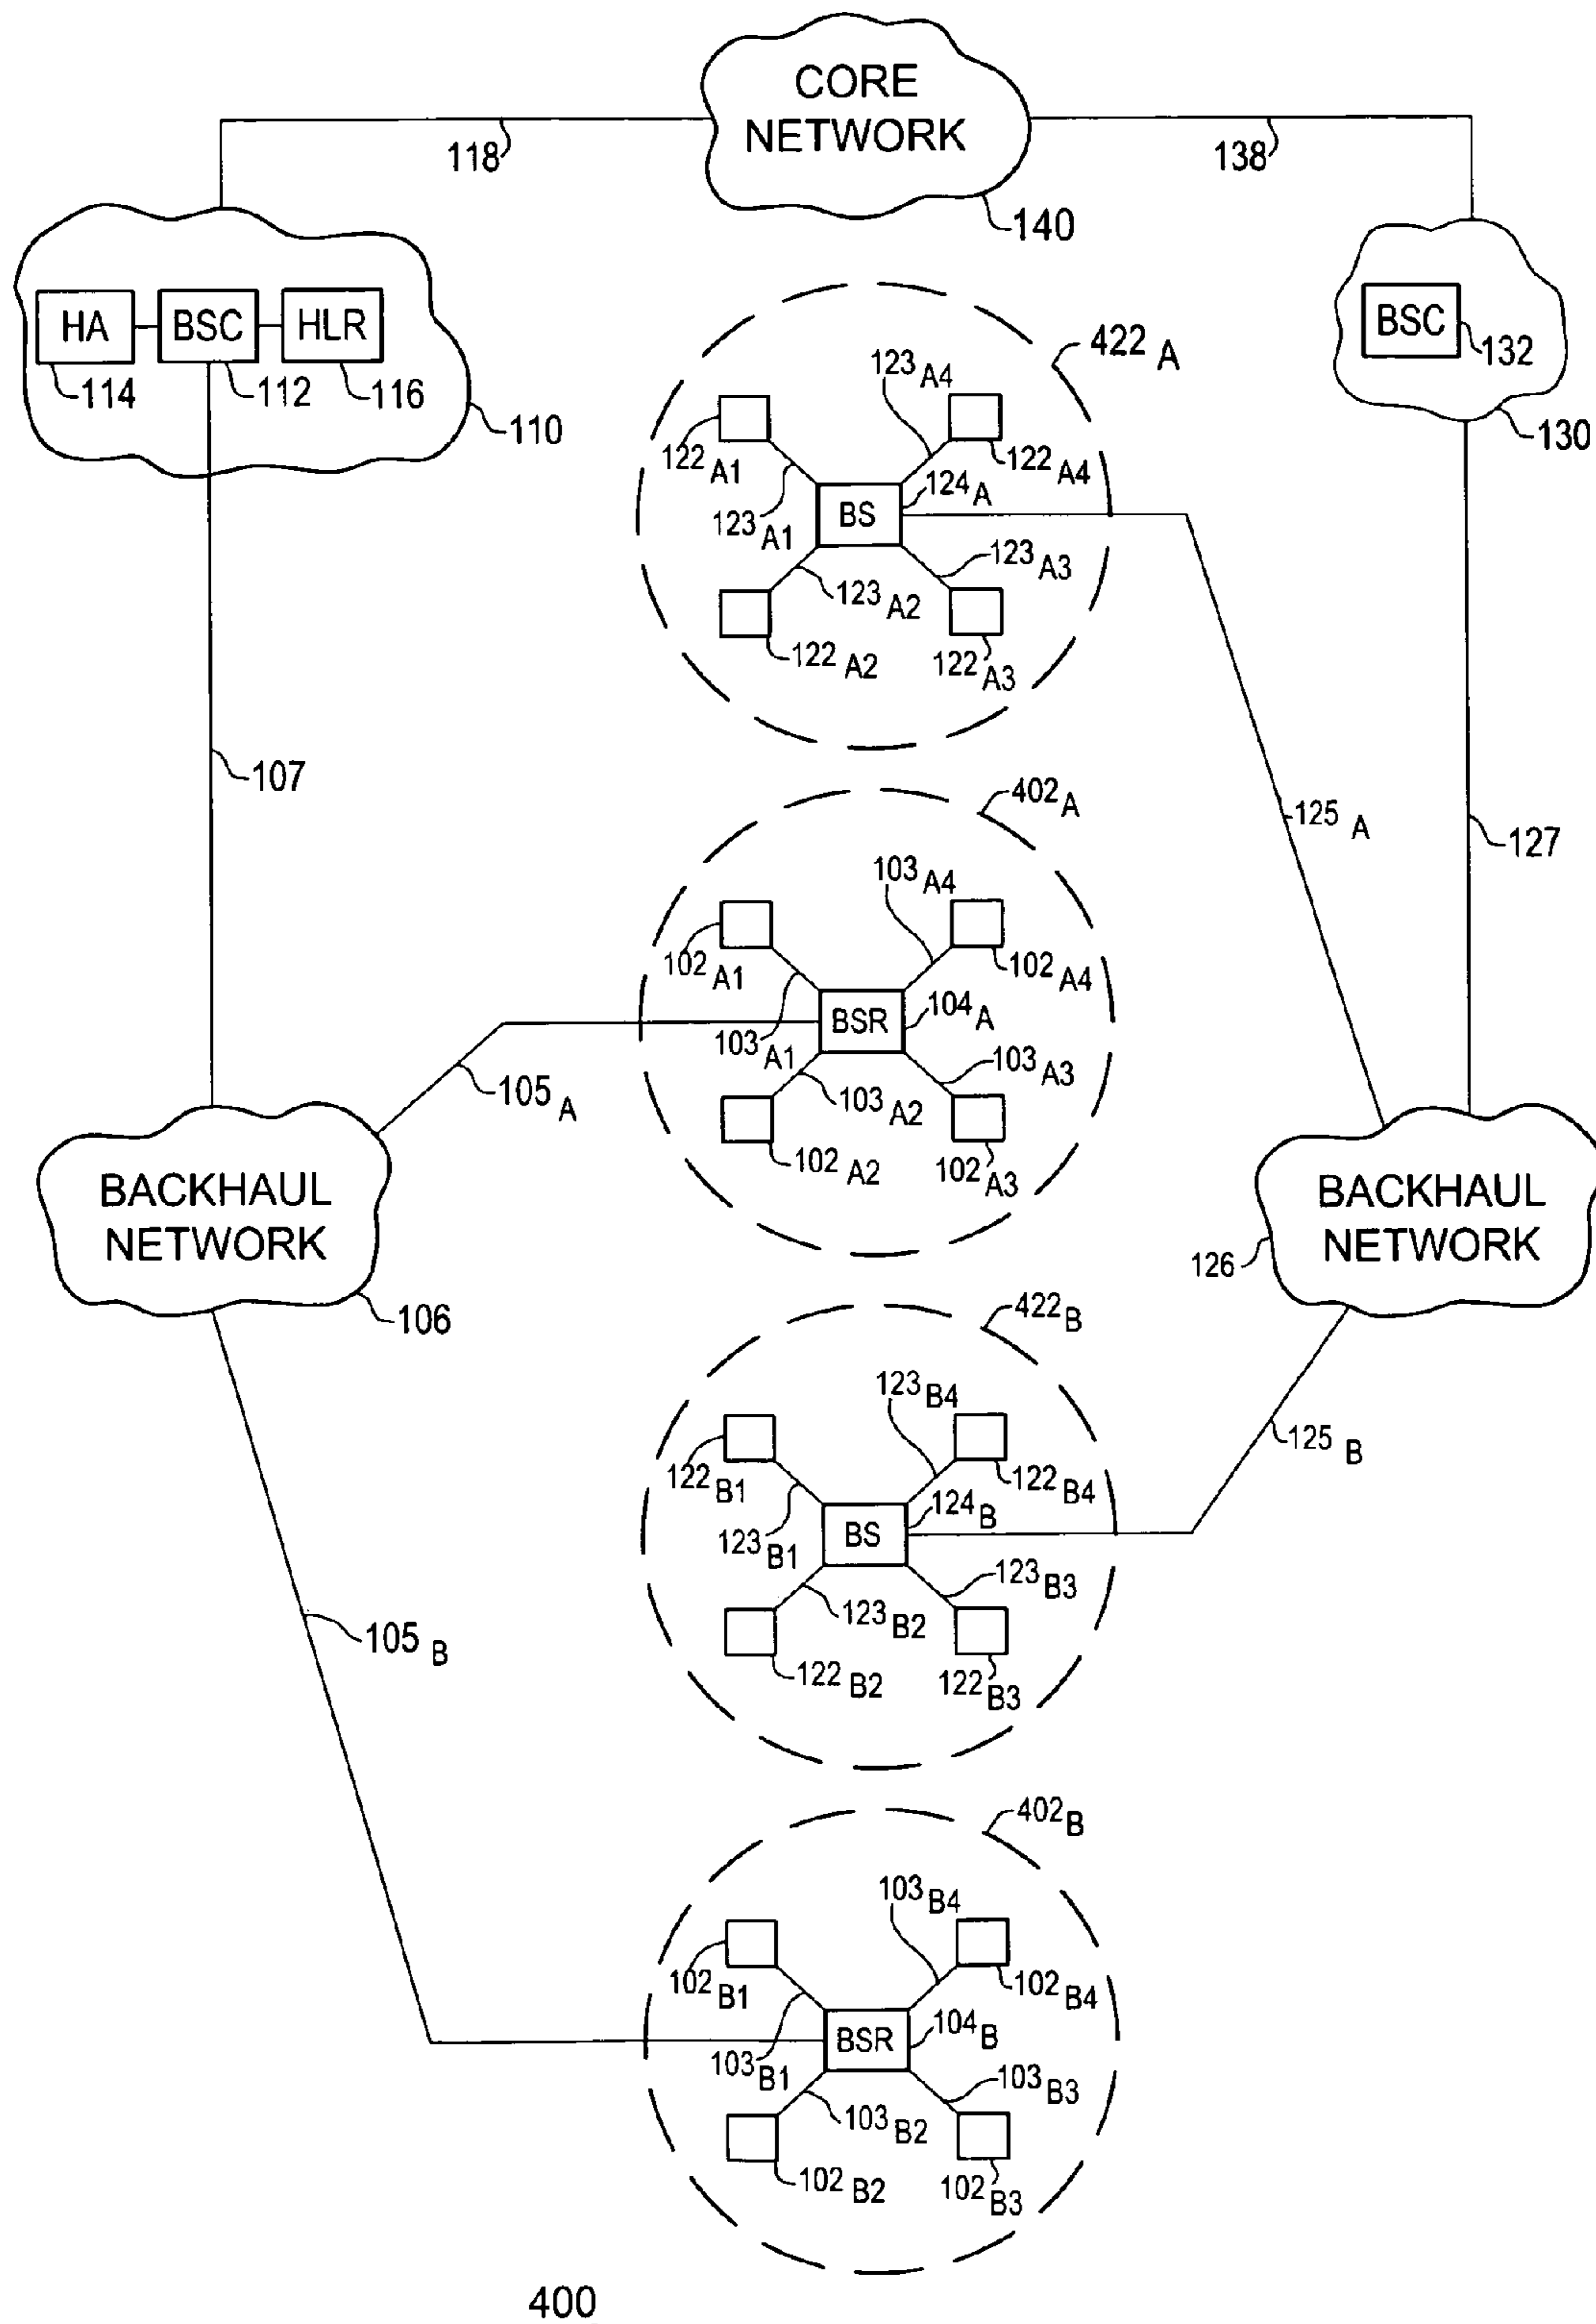 CORE
NETWORK
118
138
140
HA
BSC
HLR
114
112
116
110
BSC
132
130
422 A
123 A4
122 A1
122 A4
124 A
123 A1
BS
123 A3
123 A2
122 A2
122 A3
107
125 A
127
402 A
103 A4
102 A1
102 A4
104 A
BSR
103 A1
103 A3
105 A
103 A2
102 A2
102 A3
BACKHAUL
NETWORK
106
BACKHAUL
NETWORK
126
422 B
123 B4
125 B
122 B1
122 B4
124 B
123 B1
BS
123 B3
123 B2
105 B
122 B2
122 B3
402 B
103 B4
102 B1
102 B4
104 B
BSR
103 B1
103 B3
103 B2
102 B2
102 B3
400